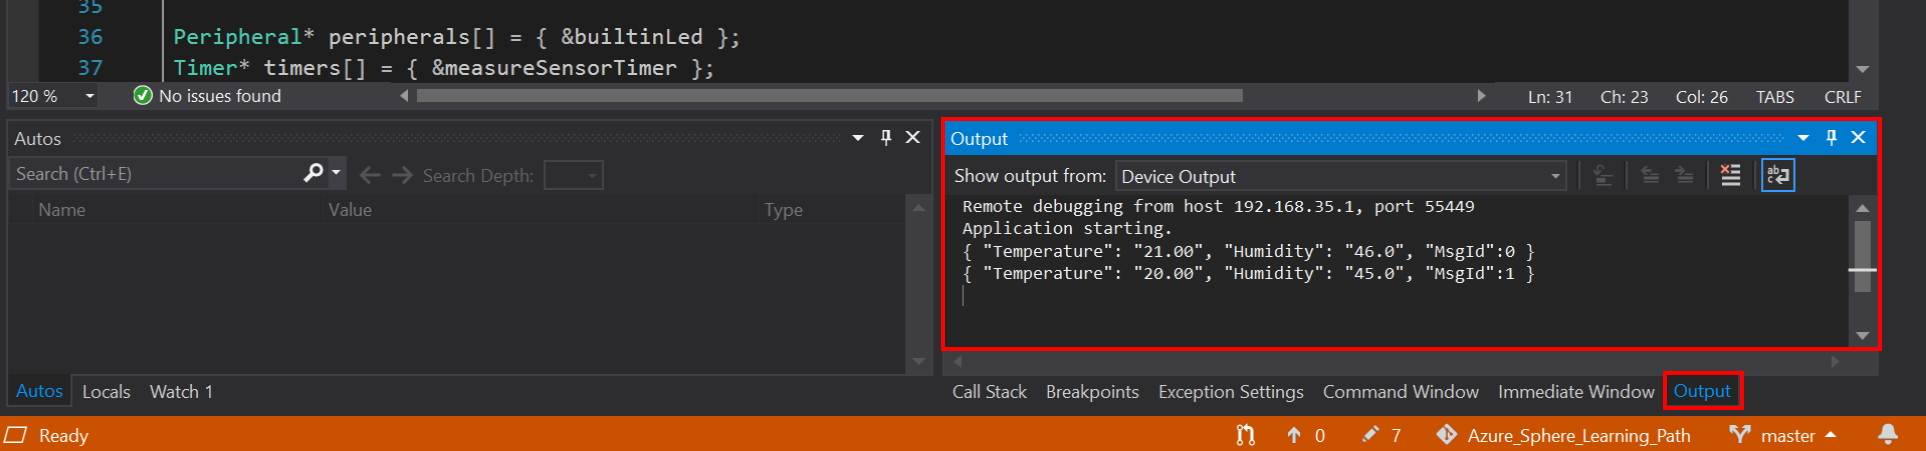 35
36 Peripheral* peripherals[] = { &builtinLed };
37 Timer* timers[] = { &measureSensorTimer };
120 % No issues found Ln: 31 Ch: 23 Col: 26 TABS CRLF
Autos
Search (Ctrl+E) Search Depth:
Name Value Type
Autos Locals Watch 1
Output
Show output from: Device Output
Remote debugging from host 192.168.35.1, port 55449
Application starting.
{ "Temperature": "21.00", "Humidity": "46.0", "MsgId":0 }
{ "Temperature": "20.00", "Humidity": "45.0", "MsgId":1 }
Call Stack Breakpoints Exception Settings Command Window Immediate Window Output
Ready 0 7 Azure_Sphere_Learning_Path master